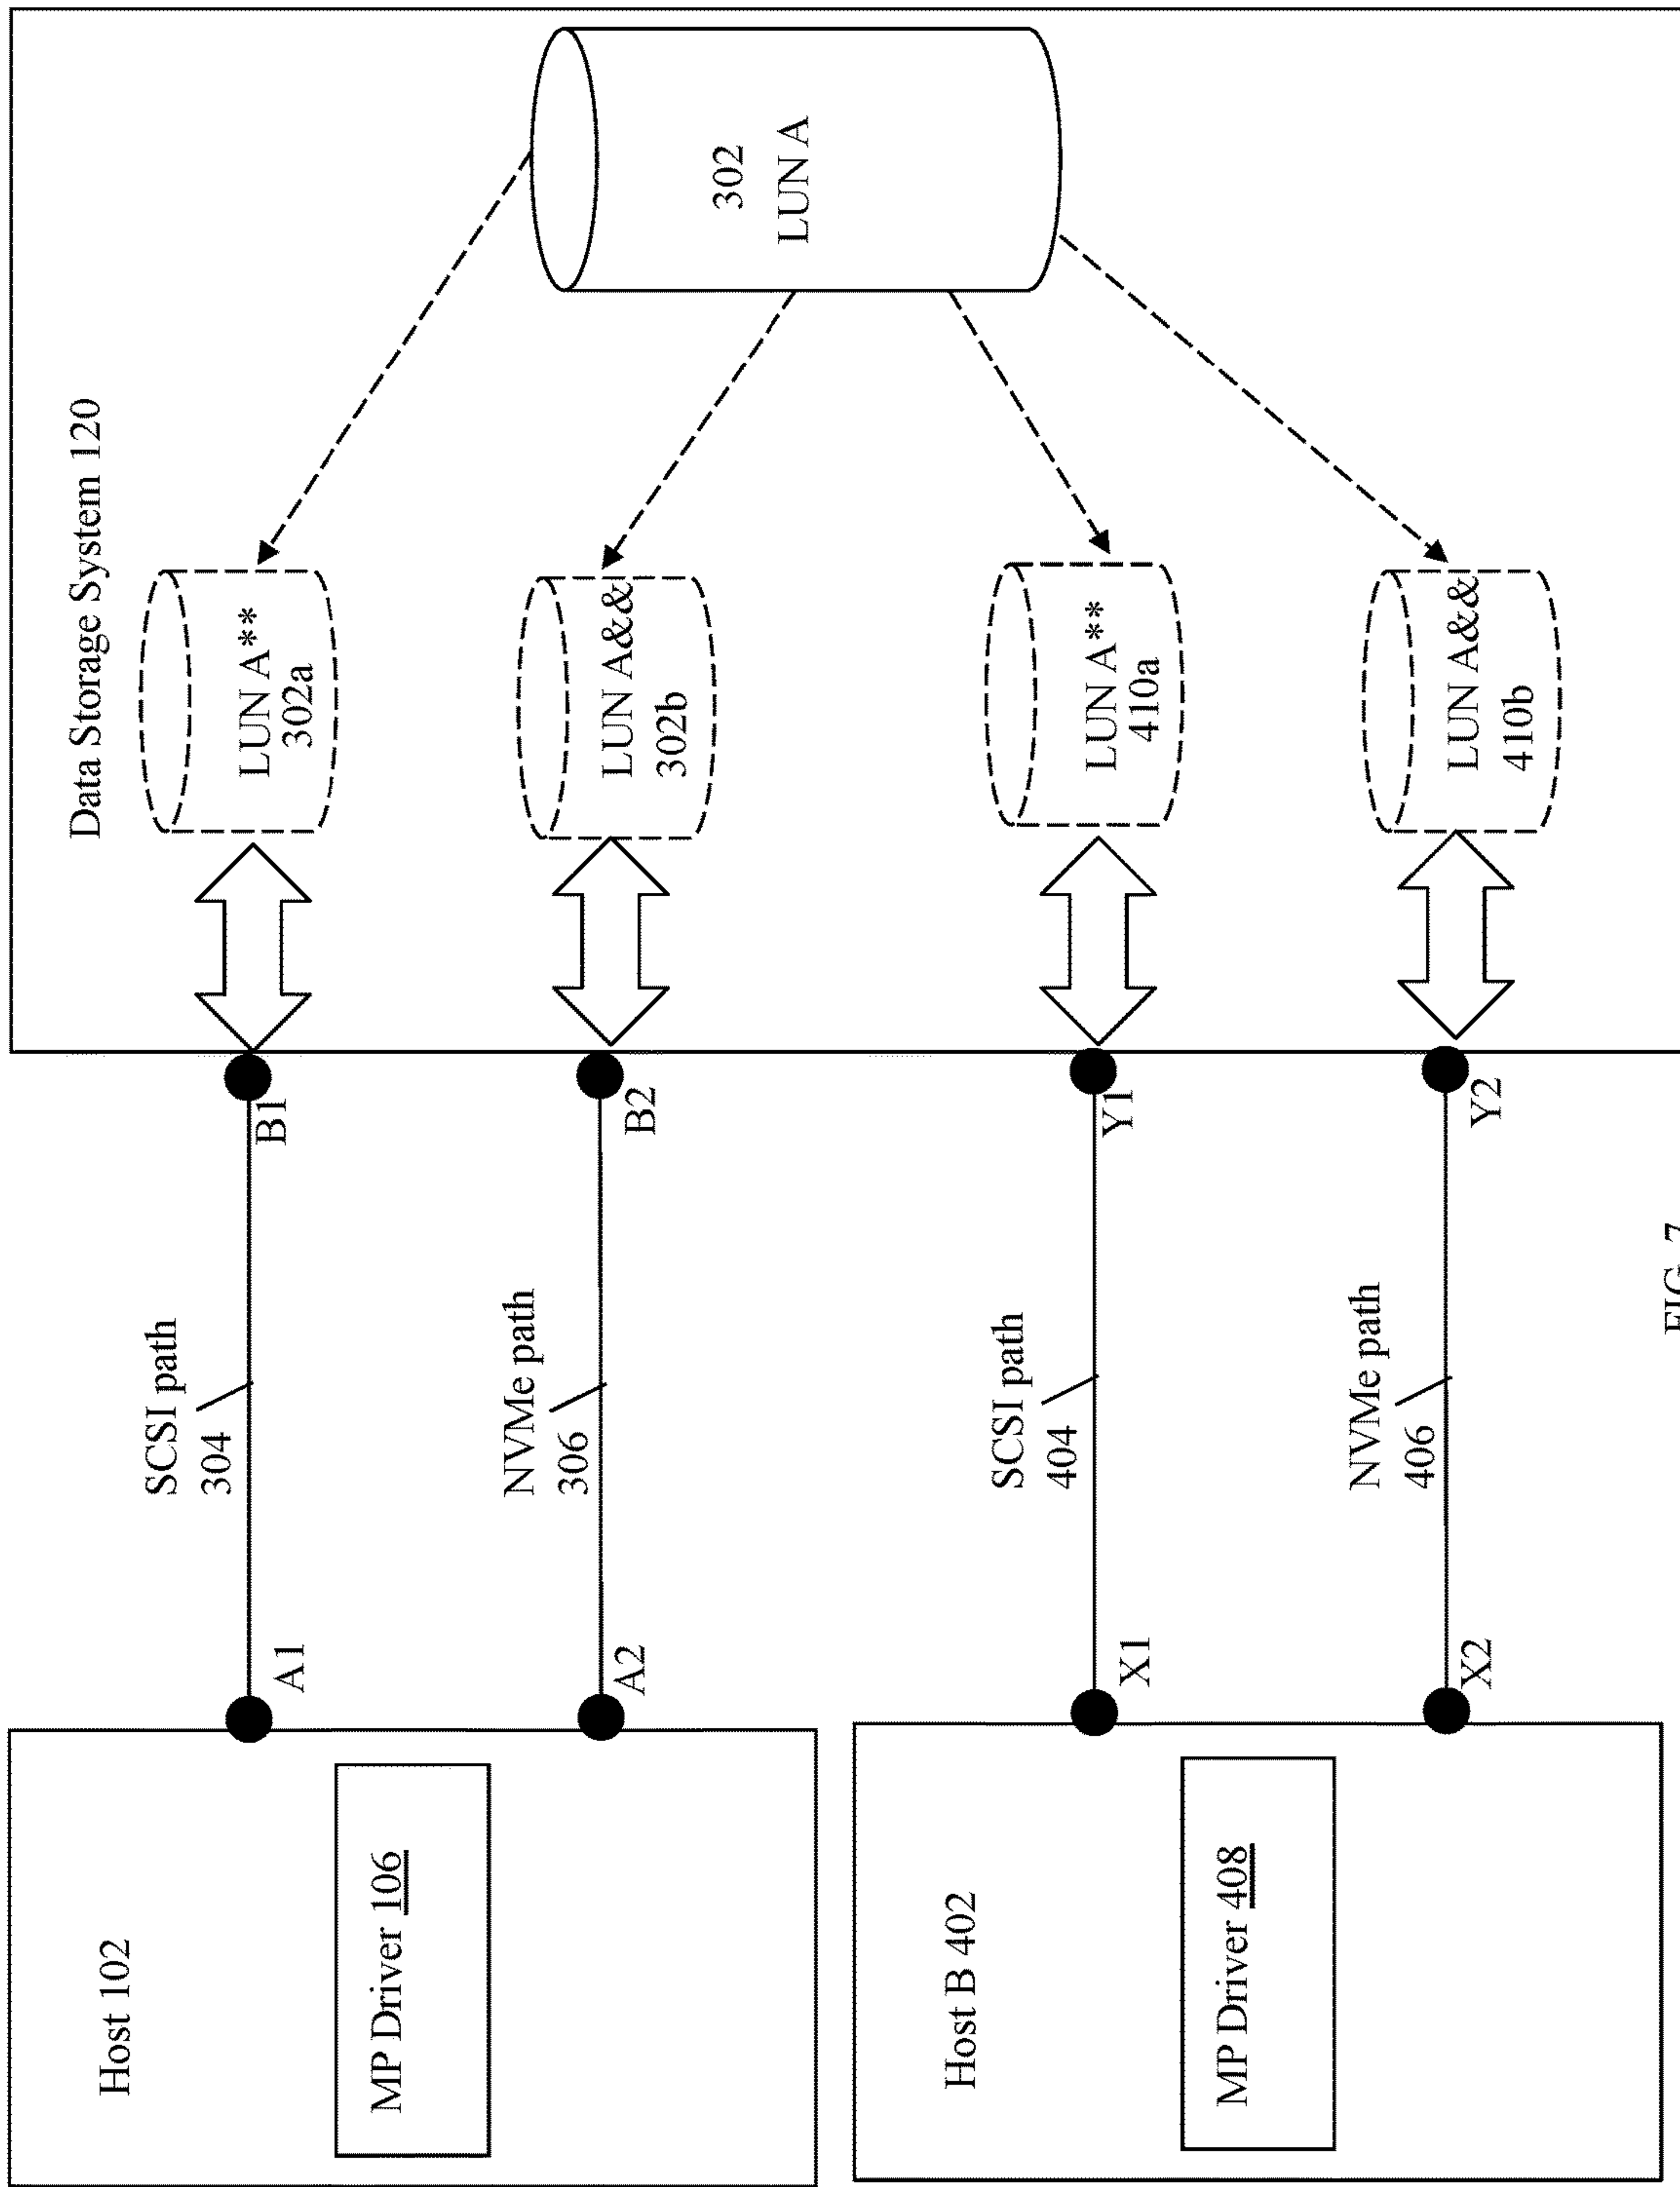 Data Storage System 120
Host 102
MP Driver 106
A1
SCSI path
304
B1
LUN A**
302a
A2
NVMe path
306
B2
LUN A&&
302b
302
LUN A
Host B 402
MP Driver 408
X1
SCSI path
404
Y1
LUN A**
410a
X2
NVMe path
406
Y2
LUN A&&
410b
FIG. 7